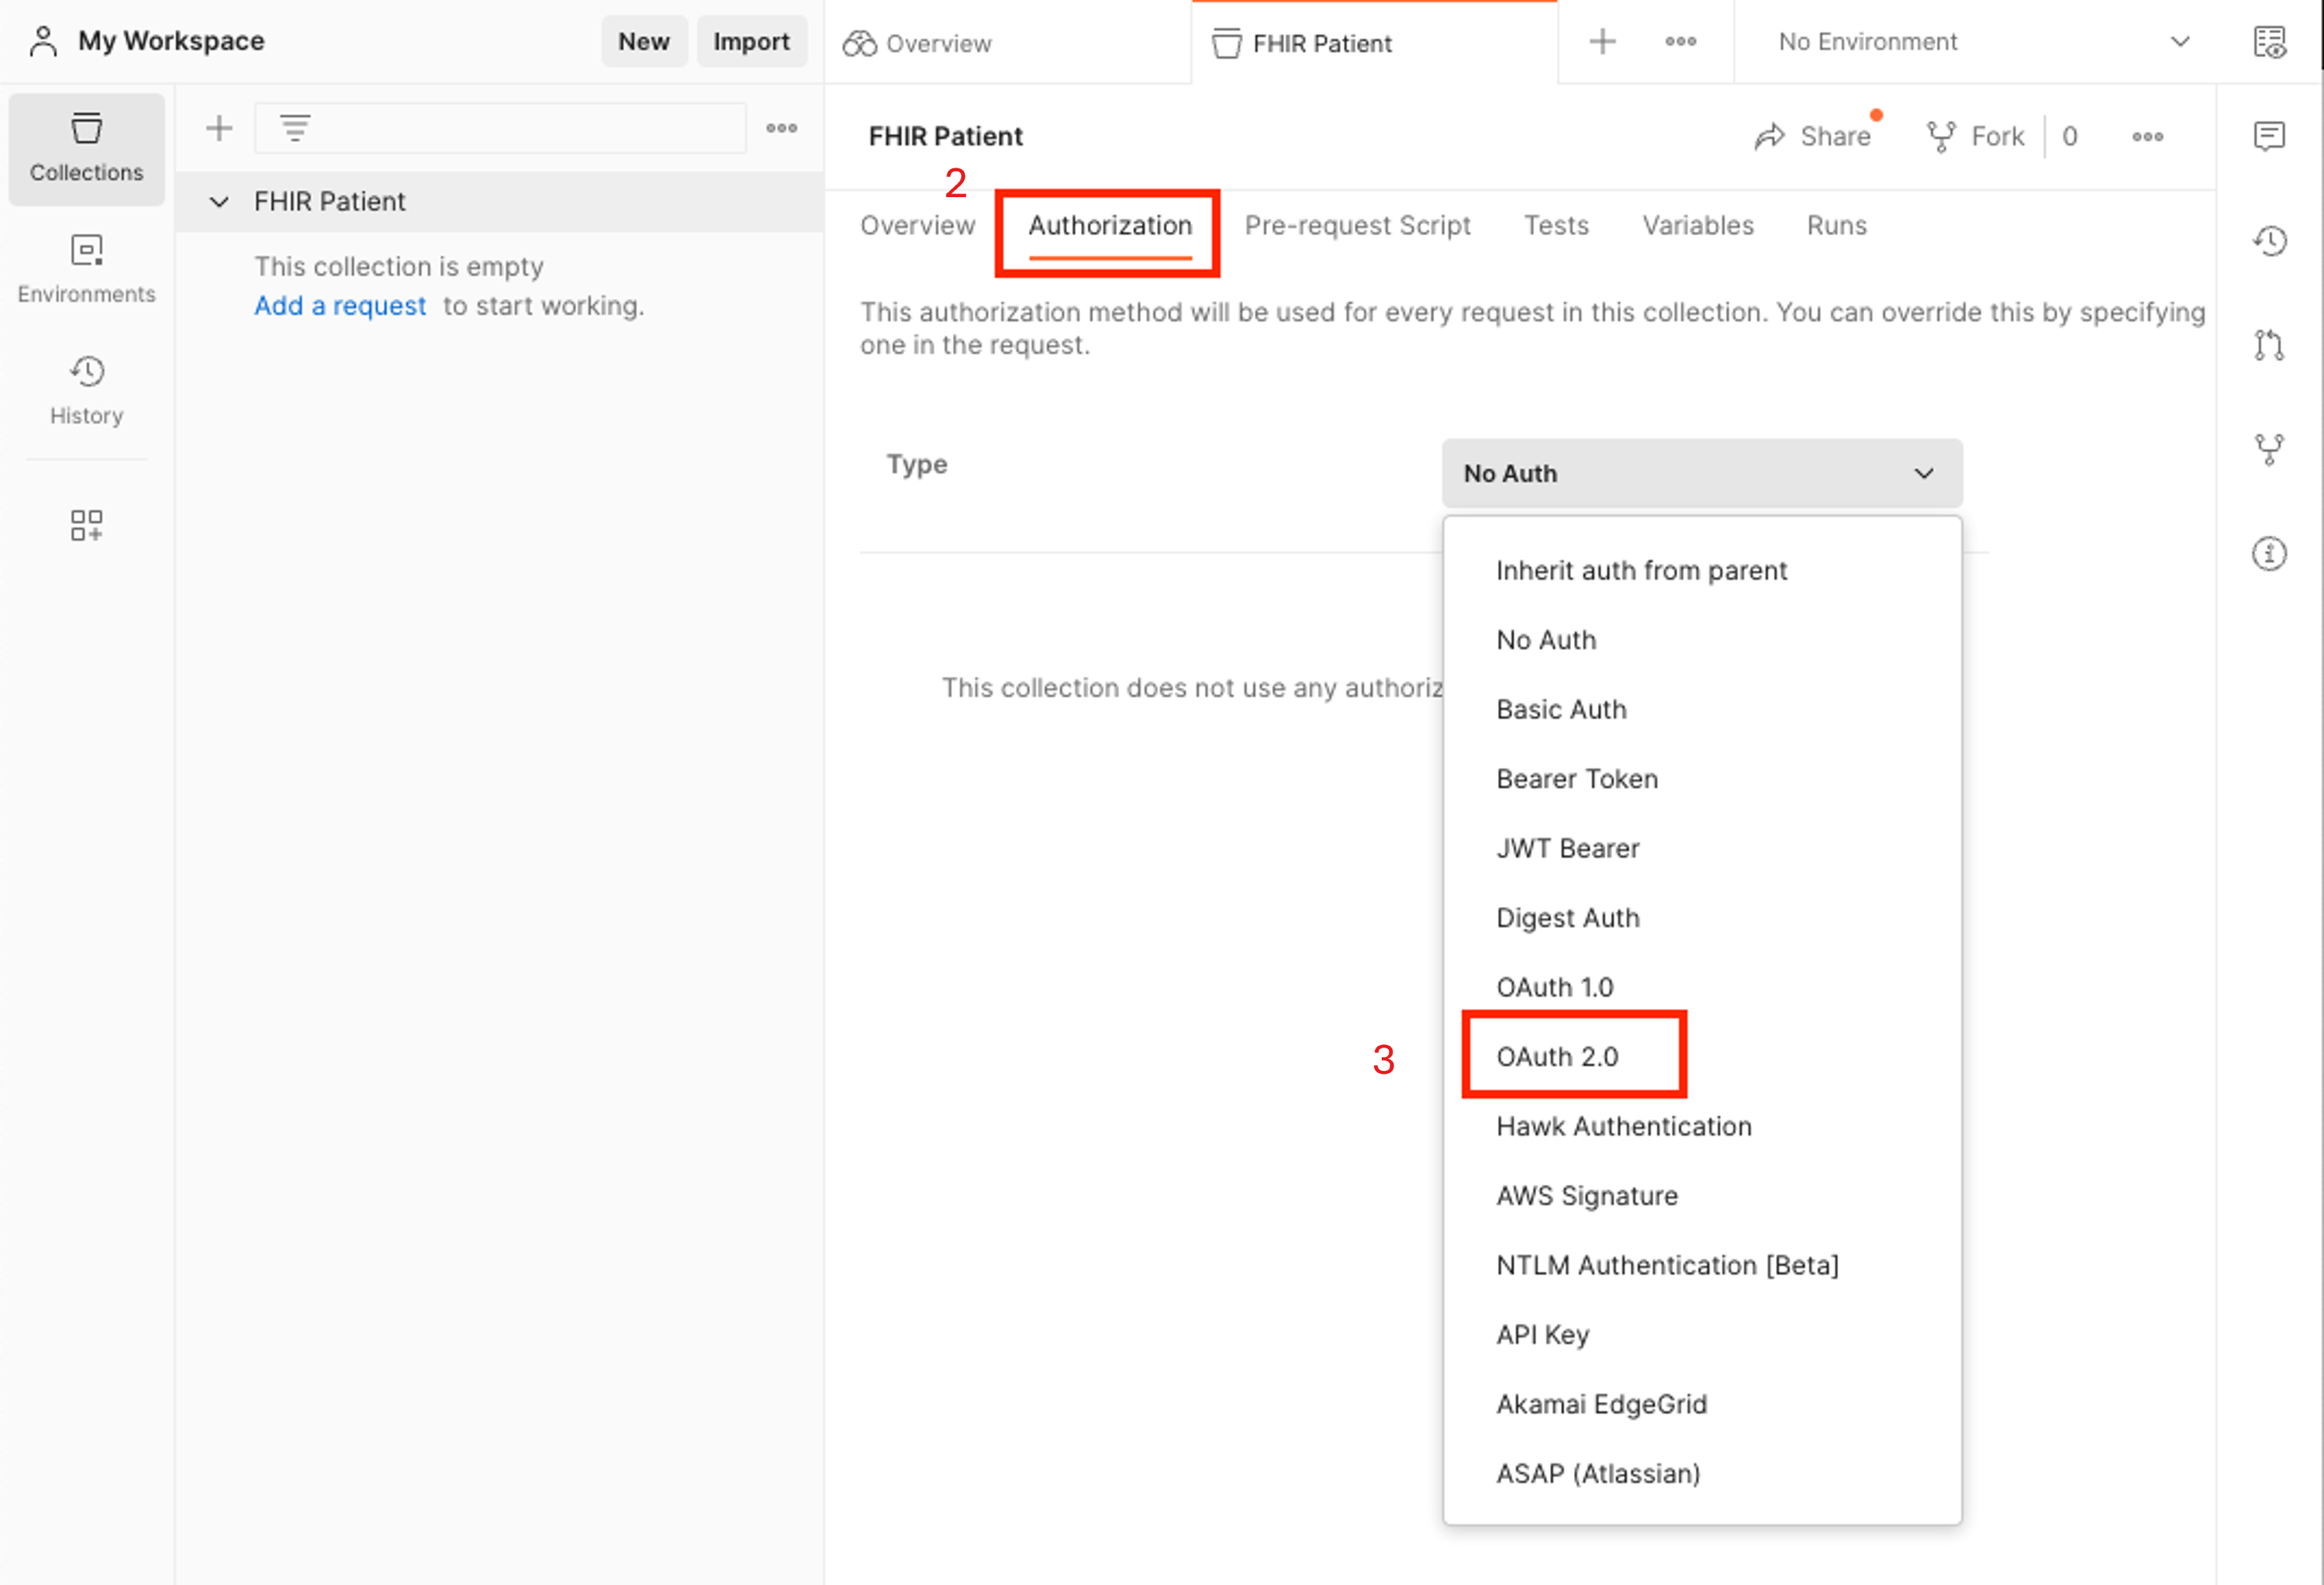 My Workspace
New
Import
Overview
FHIR Patient
No Environment
Collections
Environments
History
FHIR Patient
This collection is empty
Add a request to start working.
FHIR Patient
Share
Fork
0
2
Overview
Authorization
Pre-request Script
Tests
Variables
Runs
This authorization method will be used for every request in this collection. You can override this by specifying
one in the request.
Type
No Auth
This collection does not use any authoriz
Inherit auth from parent
No Auth
Basic Auth
Bearer Token
JWT Bearer
Digest Auth
OAuth 1.0
3
OAuth 2.0
Hawk Authentication
AWS Signature
NTLM Authentication [Beta]
API Key
Akamai EdgeGrid
ASAP (Atlassian)